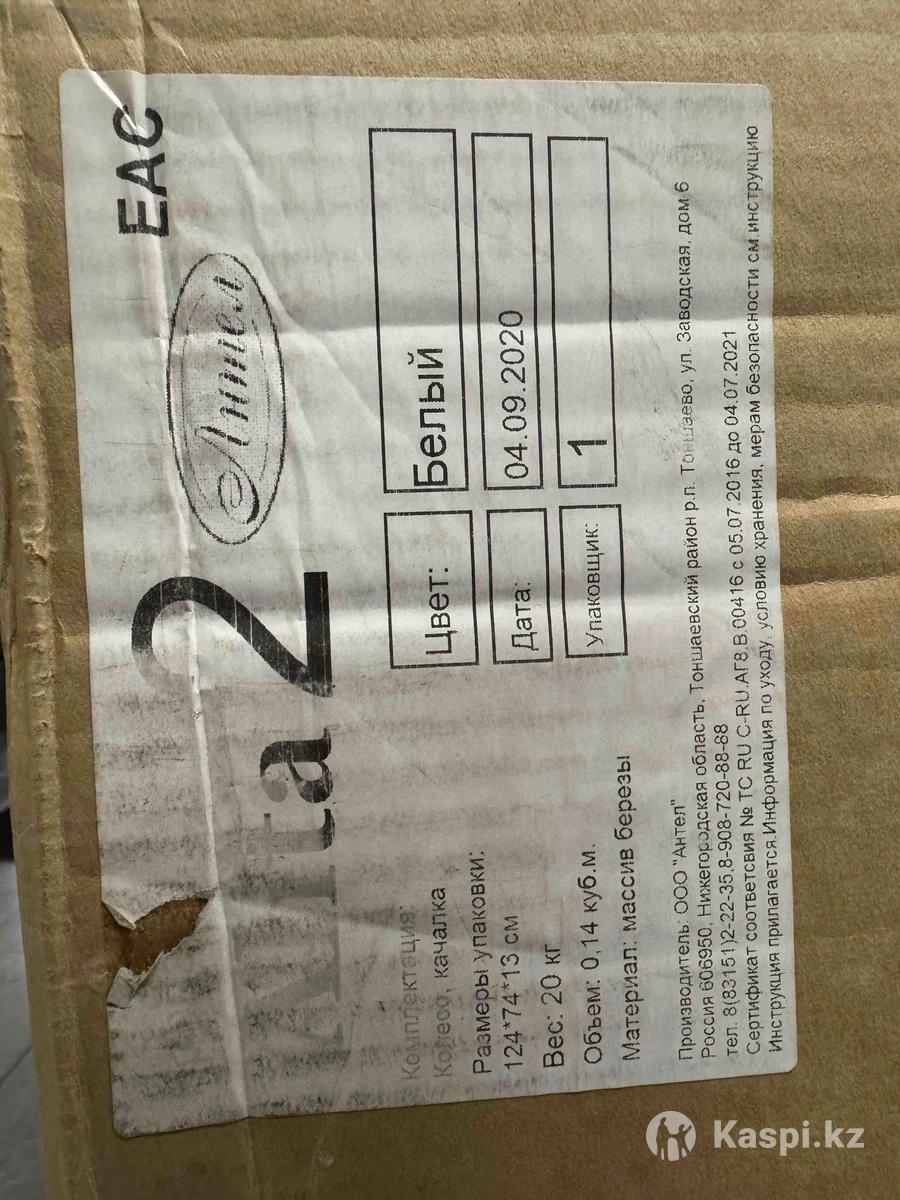 ЕАС
Антел
та 2
Цвет: Белый
Дата: 04.09.2020
Упаковщик: 1
Комплектация:
Колесо, качалка
Размеры упаковки:
124*74*13 см
Вес: 20 кг
Объем: 0,14 куб.м.
Материал: массив березы
Производитель: ООО "Антел"
Россия 606950, Нижегородская область, Тоншаевский район р.п. Тоншаево, ул. Заводская, дом 6
тел. 8(83151)2-22-35,8-908-720-88-68
Сертификат соответсвия № ТС RU C-RU.АГ8.В.00416 с 05.07.2016 до 04.07.2021
Инструкция прилагается.Информация по уходу, условию хранения, мерам безопасности см.инструкцию
Kaspi.kz